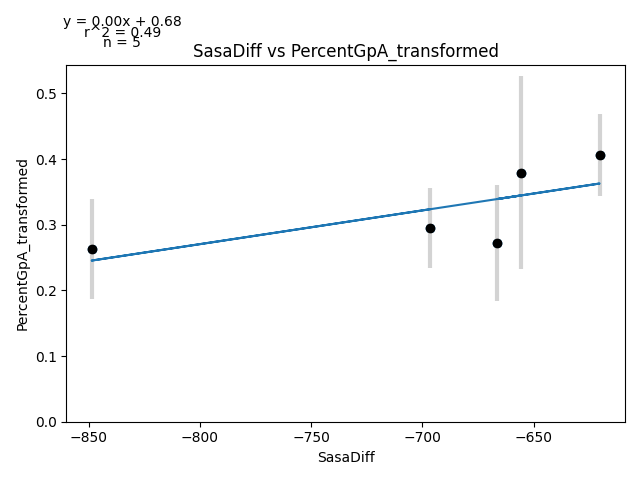 y = 0.00x + 0.68
r^2 = 0.49
n = 5
SasaDiff vs PercentGpA_transformed
PercentGpA_transformed
0.5
0.4
0.3
0.2
0.1
0.0
−850
−800
−750
−700
−650
SasaDiff